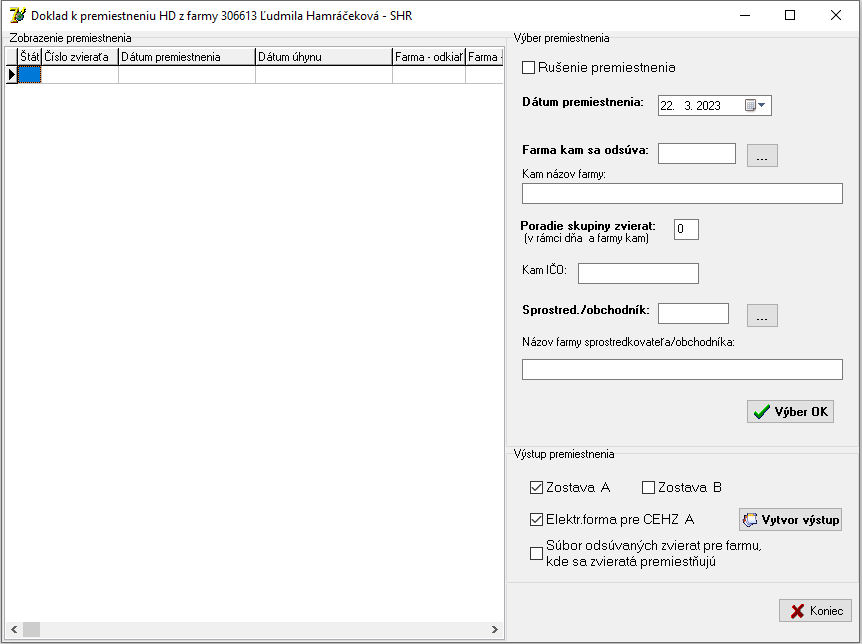 Doklad k premiestneniu HD z farmy 306613 Ľudmila Hamráčeková - SHR
Zobrazenie premiestnenia
Štát Číslo zvieraťa Dátum premiestnenia Dátum úhynu Farma - odkiaľ Farma -
Výber premiestnenia
Rušenie premiestnenia
Dátum premiestnenia: 22. 3. 2023
Farma kam sa odsúva: ...
Kam názov farmy:
Poradie skupiny zvierat: 0
(v rámci dňa a farmy kam)
Kam IČO:
Sprostred./obchodník: ...
Názov farmy sprostredkovateľa/obchodníka:
Výber OK
Výstup premiestnenia
Zostava A Zostava B
Elektr.forma pre CEHZ A Vytvor výstup
Súbor odsúvaných zvierat pre farmu,
kde sa zvieratá premiestňujú
Koniec